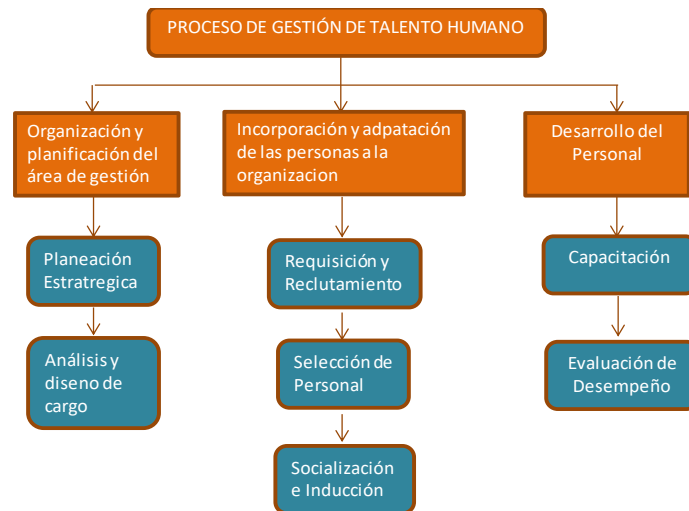 PROCESO DE GESTIÓN DE TALENTO HUMANO
Organización y
planificación del
área de gestión
Incorporación y adpatación
de las personas a la
organizacion
Desarrollo del
Personal
Planeación
Estratregica
Requisición y
Reclutamiento
Capacitación
Análisis y
diseno de
cargo
Selección de
Personal
Evaluación de
Desempeño
Socialización
e Inducción